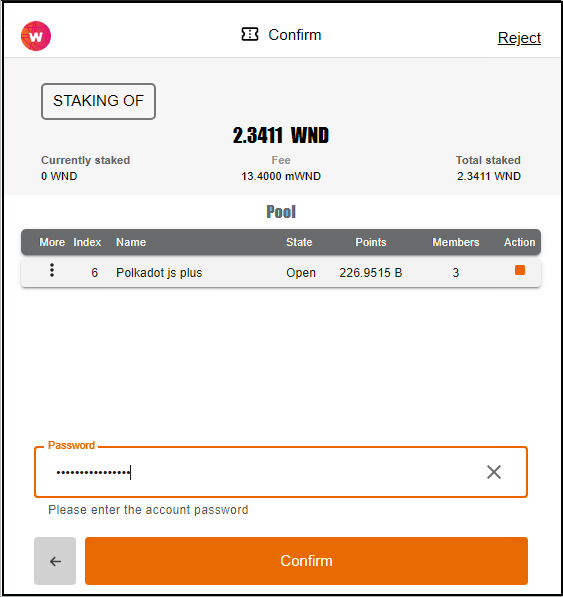 W Confirm Reject
STAKING OF
2.3411 WND
Currently staked Fee Total staked
0 WND 13.4000 mWND 2.3411 WND
Pool
More Index Name State Points Members Action
6 Polkadot js plus Open 226.9515 B 3
Password
••••••••••••••••
Please enter the account password
Confirm